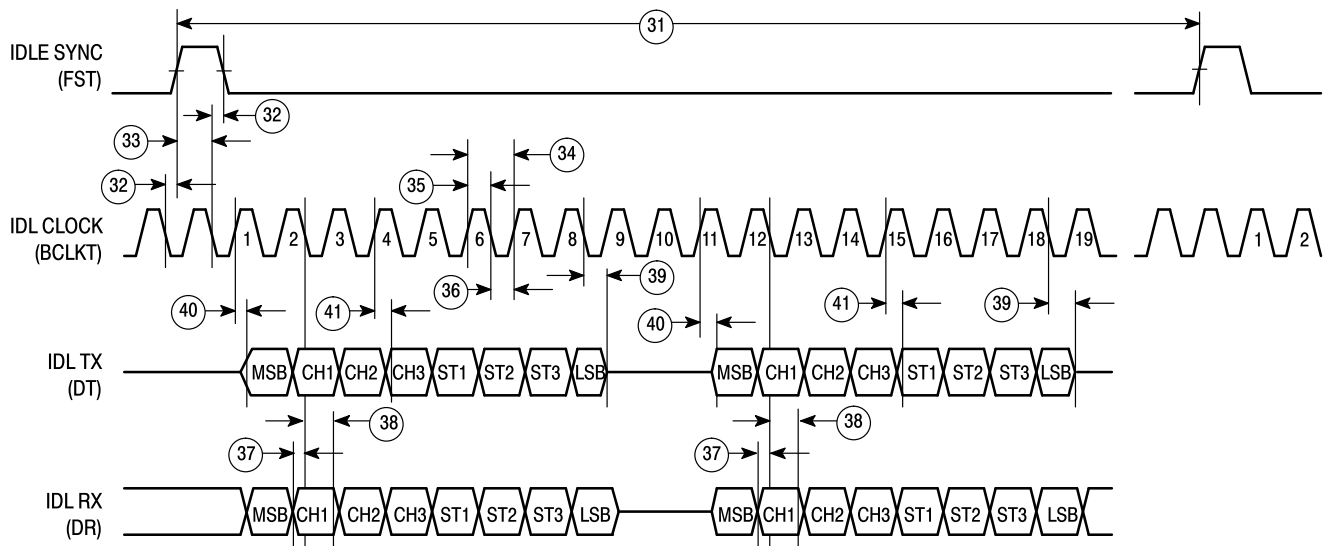 31
IDLE SYNC
(FST)
32
33
34
32
35
IDL CLOCK
(BCLKT)
1 2 3 4 5 6 7 8 9 10 11 12 13 14 15 16 17 18 19 1 2
36 39
40 41 40 41 39
IDL TX
(DT)
MSB CH1 CH2 CH3 ST1 ST2 ST3 LSB MSB CH1 CH2 CH3 ST1 ST2 ST3 LSB
38 38
37 37
IDL RX
(DR)
MSB CH1 CH2 CH3 ST1 ST2 ST3 LSB MSB CH1 CH2 CH3 ST1 ST2 ST3 LSB